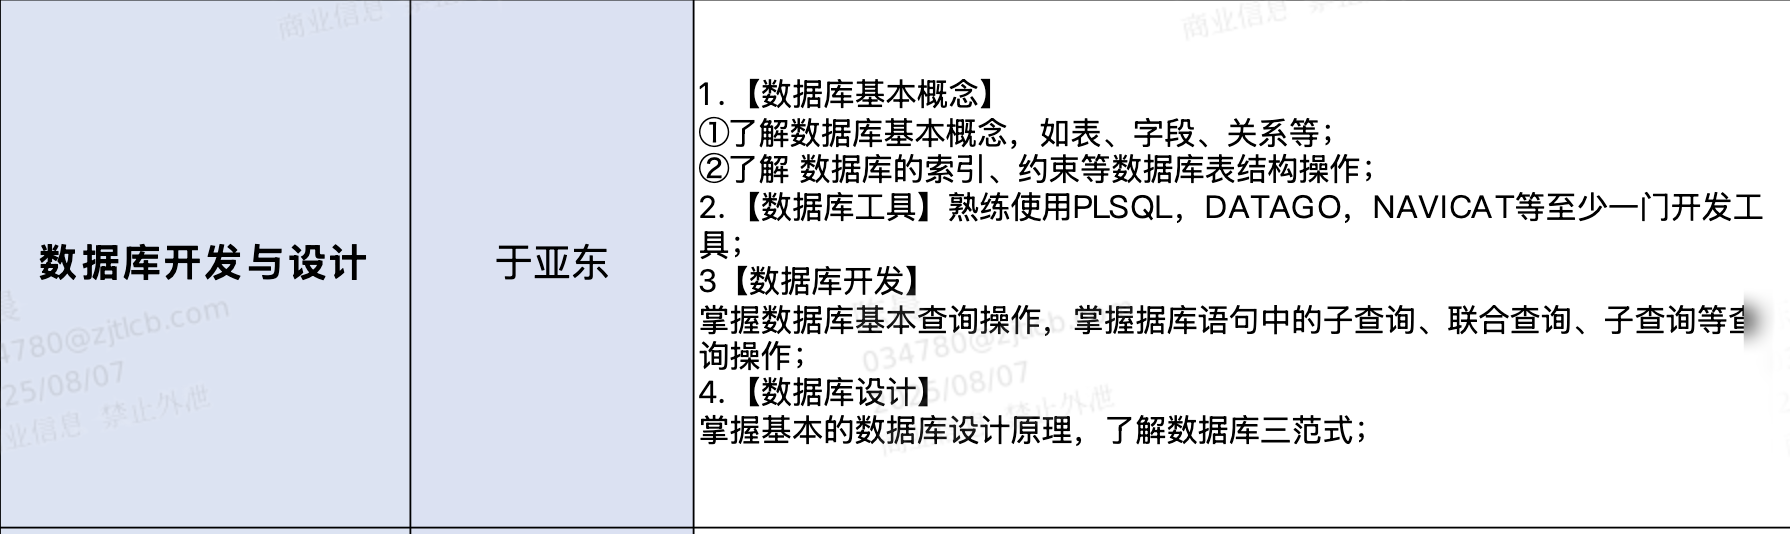 商业信息
商业信息
1.【数据库基本概念】
①了解数据库基本概念，如表、字段、关系等；
②了解 数据库的索引、约束等数据库表结构操作；
2.【数据库工具】熟练使用PLSQL，DATAGO，NAVICAT等至少一门开发工
具；
数据库开发与设计
于亚东
3【数据库开发】
掌握数据库基本查询操作，掌握据库语句中的子查询、联合查询、子查询等查
询操作；
4.【数据库设计】
掌握基本的数据库设计原理，了解数据库三范式；
4780@zjtlcb.com
25/08/07
业信息 禁止外泄
034780@zjtlcb.com
2025/08/07
禁止外泄